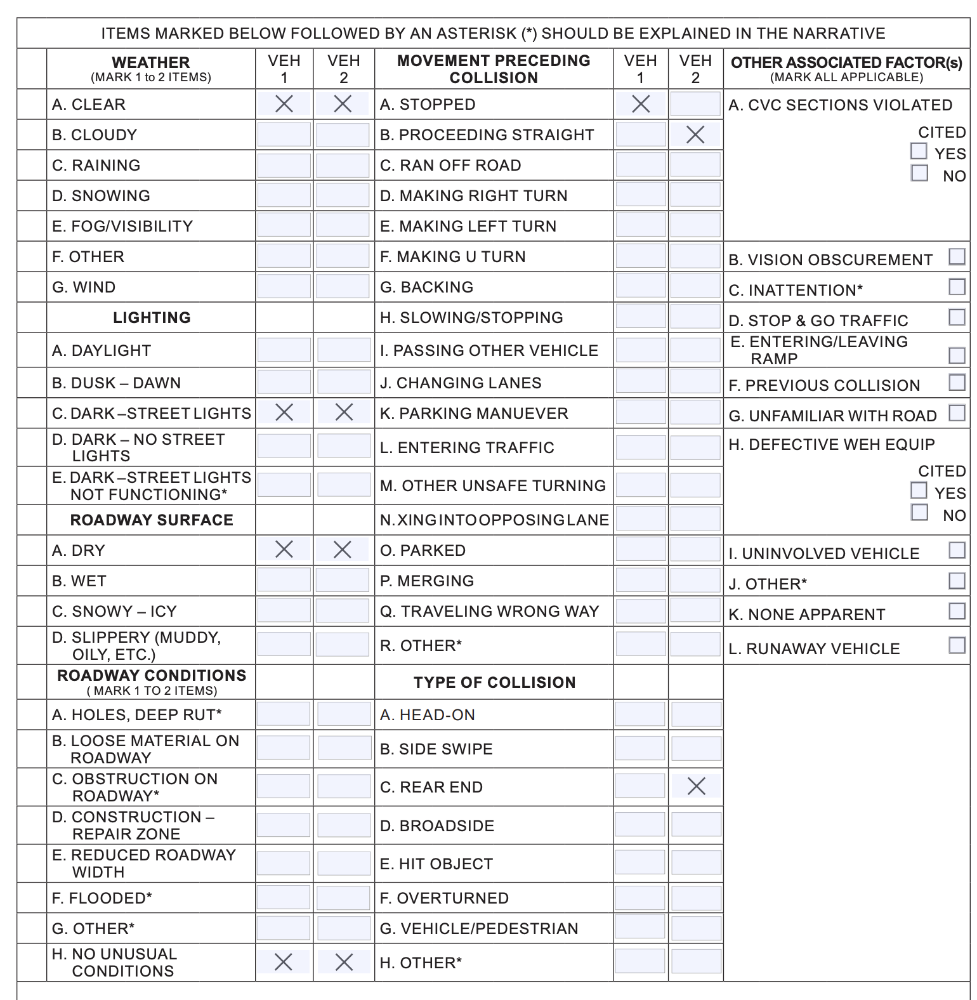 ITEMS MARKED BELOW FOLLOWED BY AN ASTERISK (*) SHOULD BE EXPLAINED IN THE NARRATIVE
WEATHER
(MARK 1 to 2 ITEMS)
VEH
1
VEH
2
A. CLEAR
B. CLOUDY
C. RAINING
D. SNOWING
E. FOG/VISIBILITY
F. OTHER
G. WIND
LIGHTING
A. DAYLIGHT
B. DUSK – DAWN
C. DARK –STREET LIGHTS
D. DARK – NO STREET
LIGHTS
E. DARK –STREET LIGHTS
NOT FUNCTIONING*
ROADWAY SURFACE
A. DRY
B. WET
C. SNOWY – ICY
D. SLIPPERY (MUDDY,
OILY, ETC.)
ROADWAY CONDITIONS
( MARK 1 TO 2 ITEMS)
A. HOLES, DEEP RUT*
B. LOOSE MATERIAL ON
ROADWAY
C. OBSTRUCTION ON
ROADWAY*
D. CONSTRUCTION –
REPAIR ZONE
E. REDUCED ROADWAY
WIDTH
F. FLOODED*
G. OTHER*
H. NO UNUSUAL
CONDITIONS
MOVEMENT PRECEDING
COLLISION
VEH
1
VEH
2
A. STOPPED
B. PROCEEDING STRAIGHT
C. RAN OFF ROAD
D. MAKING RIGHT TURN
E. MAKING LEFT TURN
F. MAKING U TURN
G. BACKING
H. SLOWING/STOPPING
I. PASSING OTHER VEHICLE
J. CHANGING LANES
K. PARKING MANUEVER
L. ENTERING TRAFFIC
M. OTHER UNSAFE TURNING
N. XING INTO OPPOSING LANE
O. PARKED
P. MERGING
Q. TRAVELING WRONG WAY
R. OTHER*
TYPE OF COLLISION
A. HEAD-ON
B. SIDE SWIPE
C. REAR END
D. BROADSIDE
E. HIT OBJECT
F. OVERTURNED
G. VEHICLE/PEDESTRIAN
H. OTHER*
OTHER ASSOCIATED FACTOR(s)
(MARK ALL APPLICABLE)
A. CVC SECTIONS VIOLATED
CITED
YES
NO
B. VISION OBSCUREMENT
C. INATTENTION*
D. STOP & GO TRAFFIC
E. ENTERING/LEAVING
RAMP
F. PREVIOUS COLLISION
G. UNFAMILIAR WITH ROAD
H. DEFECTIVE WEH EQUIP
CITED
YES
NO
I. UNINVOLVED VEHICLE
J. OTHER*
K. NONE APPARENT
L. RUNAWAY VEHICLE